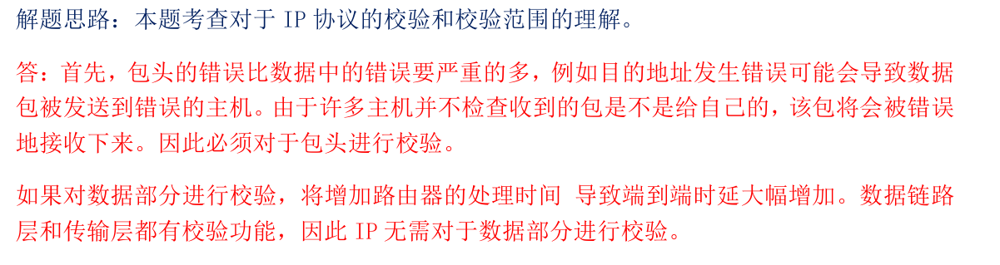 解题思路：本题考查对于 IP 协议的校验和校验范围的理解。
答：首先，包头的错误比数据中的错误要严重的多，例如目的地址发生错误可能会导致数据
包被发送到错误的主机。由于许多主机并不检查收到的包是不是给自己的，该包将会被错误
地接收下来。因此必须对于包头进行校验。
如果对数据部分进行校验，将增加路由器的处理时间 导致端到端时延大幅增加。数据链路
层和传输层都有校验功能，因此 IP 无需对于数据部分进行校验。